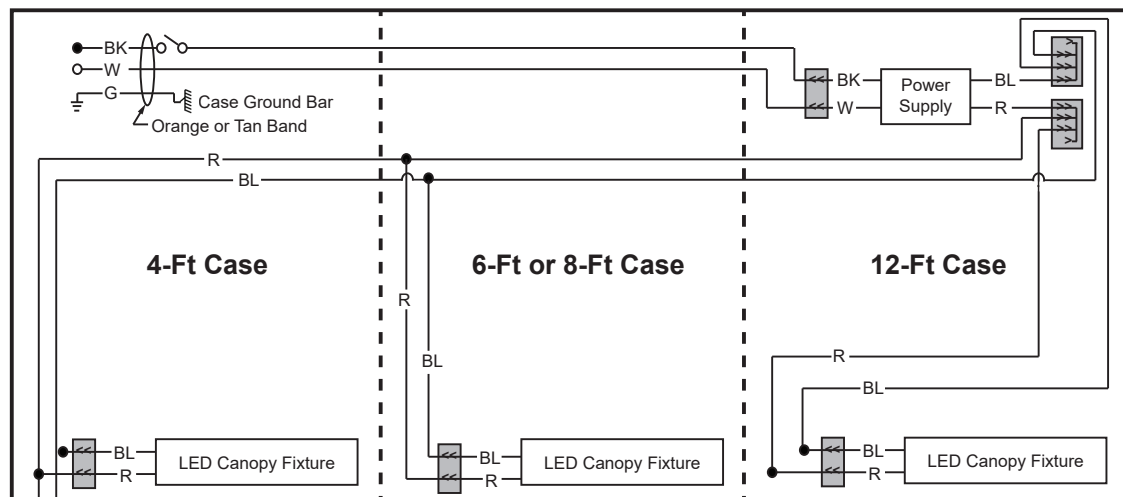 BK
W
G
Case Ground Bar
Orange or Tan Band
BK
W
Power
Supply
BL
R
R
BL
4-Ft Case
6-Ft or 8-Ft Case
12-Ft Case
R
BL
R
BL
BL
R
LED Canopy Fixture
BL
R
LED Canopy Fixture
BL
R
LED Canopy Fixture